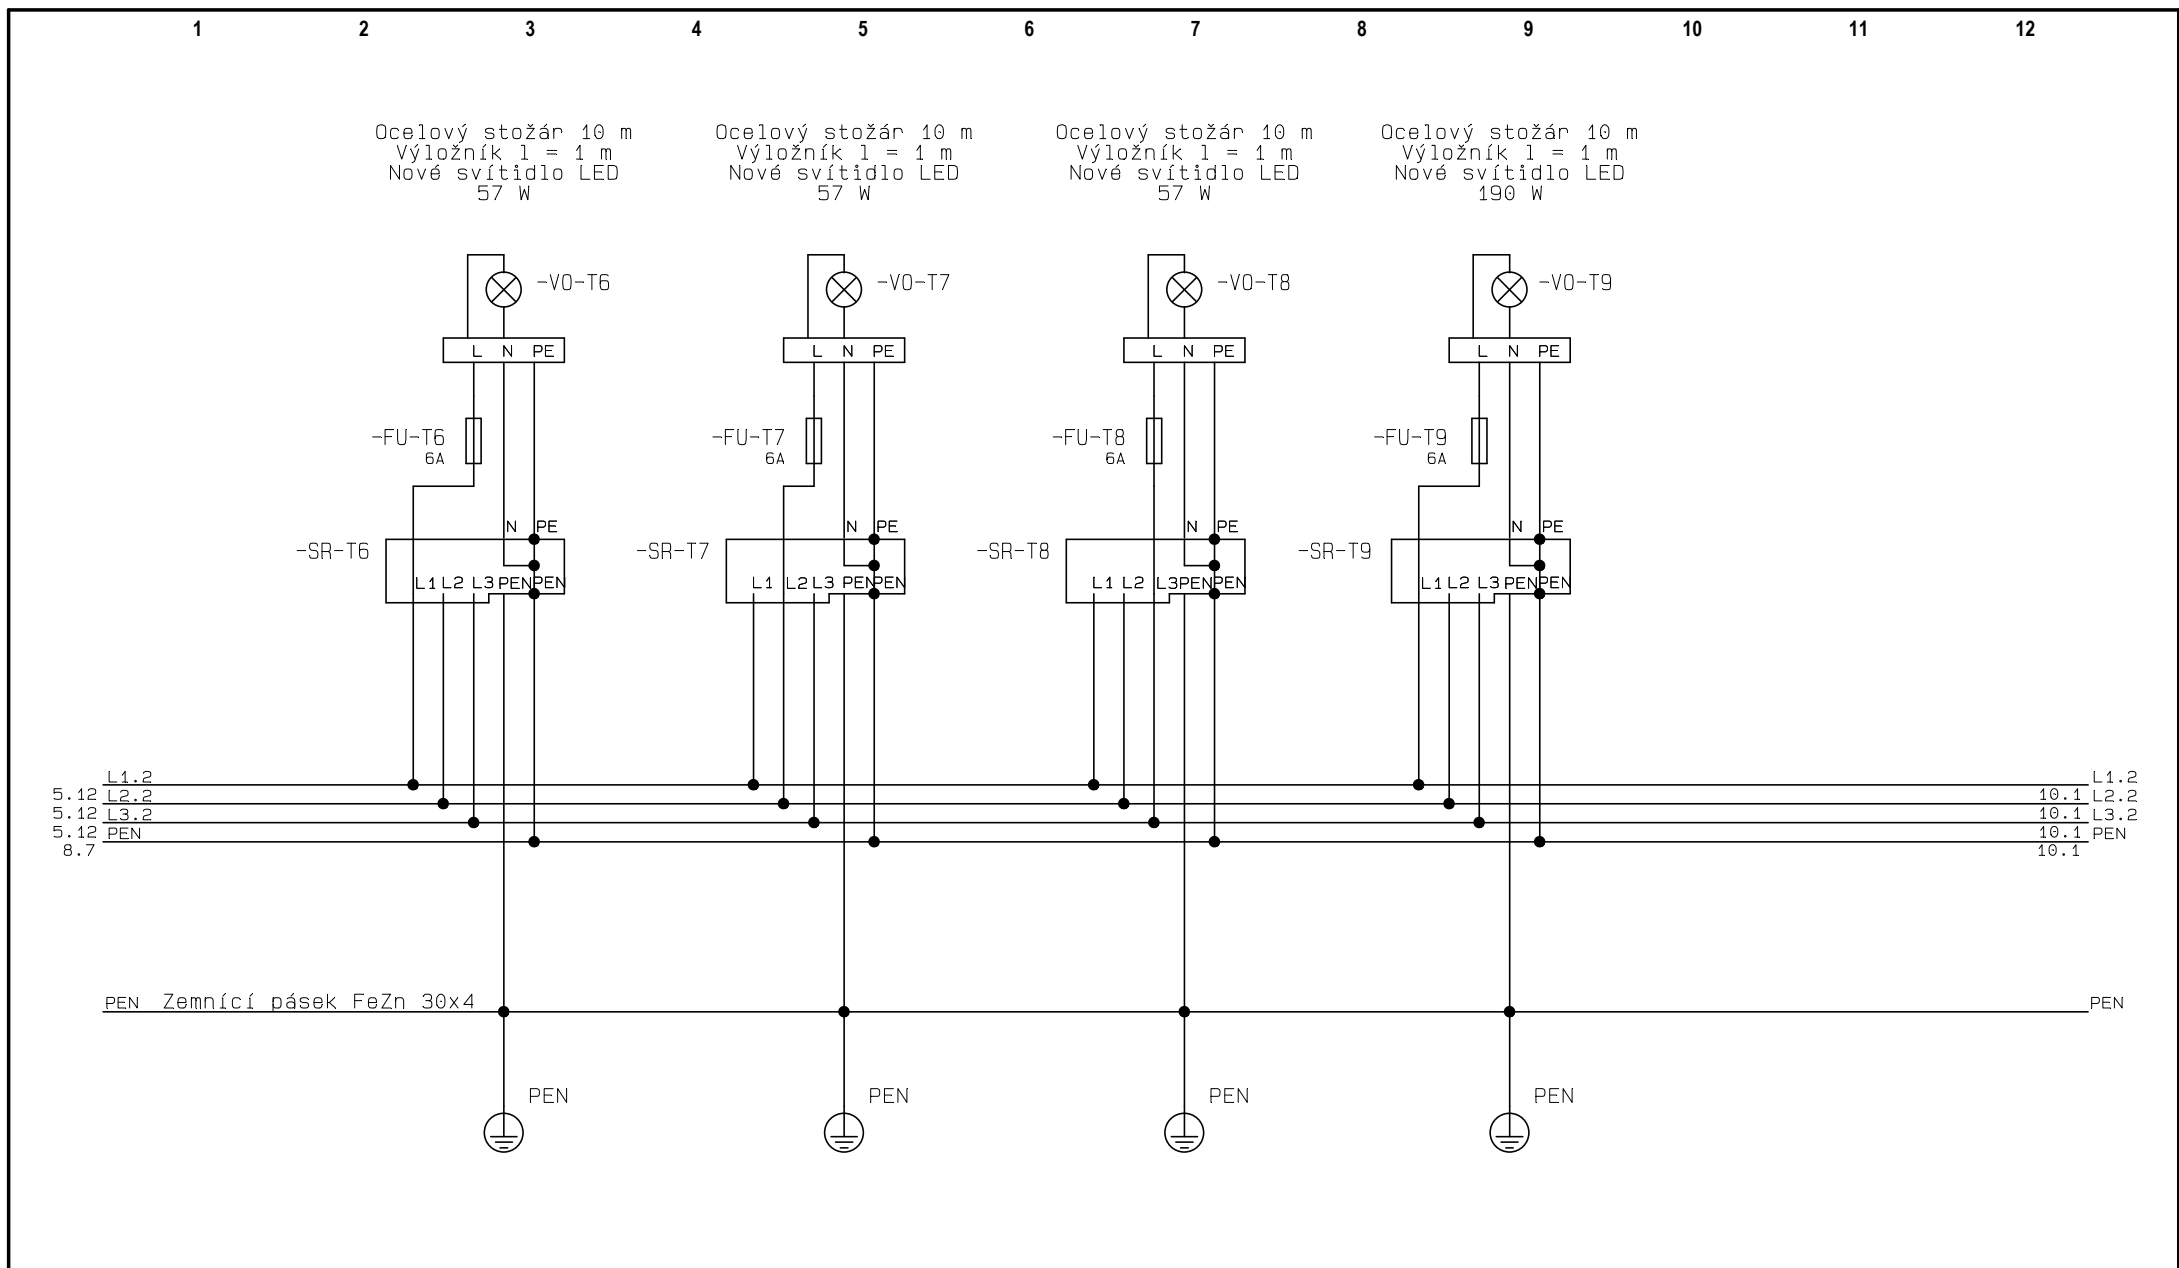 1 2 3 4 5 6 7 8 9 10 11 12
Ocelový stožár 10 m
Výložník l = 1 m
Nové svítidlo LED
57 W
Ocelový stožár 10 m
Výložník l = 1 m
Nové svítidlo LED
57 W
Ocelový stožár 10 m
Výložník l = 1 m
Nové svítidlo LED
57 W
Ocelový stožár 10 m
Výložník l = 1 m
Nové svítidlo LED
190 W
-VO-T6
-VO-T7
-VO-T8
-VO-T9
L N PE
L N PE
L N PE
L N PE
-FU-T6
6A
-FU-T7
6A
-FU-T8
6A
-FU-T9
6A
N PE
N PE
N PE
N PE
-SR-T6
-SR-T7
-SR-T8
-SR-T9
L1 L2 L3 PEN PEN
L1 L2 L3 PEN PEN
L1 L2 L3 PEN PEN
L1 L2 L3 PEN PEN
L1.2
5.12 L2.2
5.12 L3.2
5.12 PEN
8.7
L1.2
10.1 L2.2
10.1 L3.2
10.1 PEN
10.1
PEN Zemnící pásek FeZn 30x4
PEN
PEN
PEN
PEN
PEN